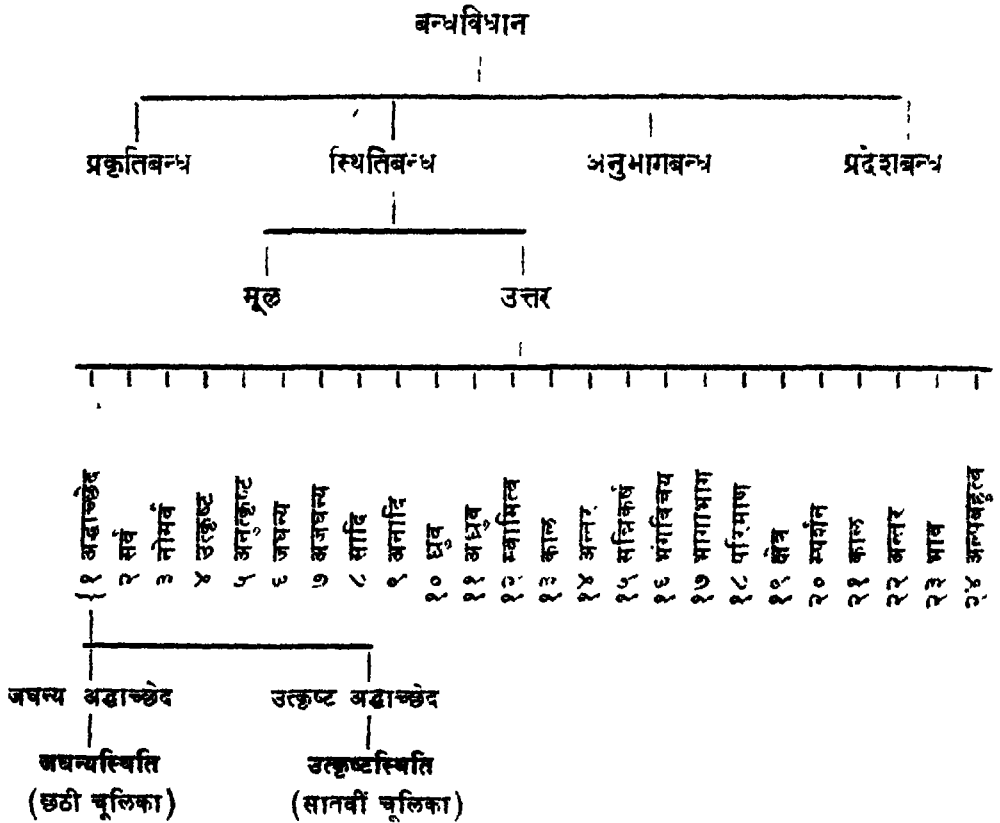 बन्धविधान
प्रकृतिबन्ध स्थितिबन्ध अनुभागबन्ध प्रदेशबन्ध
मूल उत्तर
१ अद्धाच्छेद
२ सर्व
३ नोसर्व
४ उत्कृष्ट
५ अनुत्कृष्ट
६ जघन्य
७ अजघन्य
८ सादि
९ अनादि
१० ध्रुव
११ अध्रुव
१२ स्वामित्व
१३ काल
१४ अन्तर
१५ सन्निकर्ष
१६ भंगविचय
१७ भागाभाग
१८ परिमाण
१९ क्षेत्र
२० स्पर्शन
२१ काल
२२ अन्तर
२३ भाव
२४ अल्पबहुत्व
जघन्य अद्धाच्छेद उत्कृष्ट अद्धाच्छेद
जघन्यस्थिति उत्कृष्टस्थिति
(छठी चूलिका) (सातवीं चूलिका)